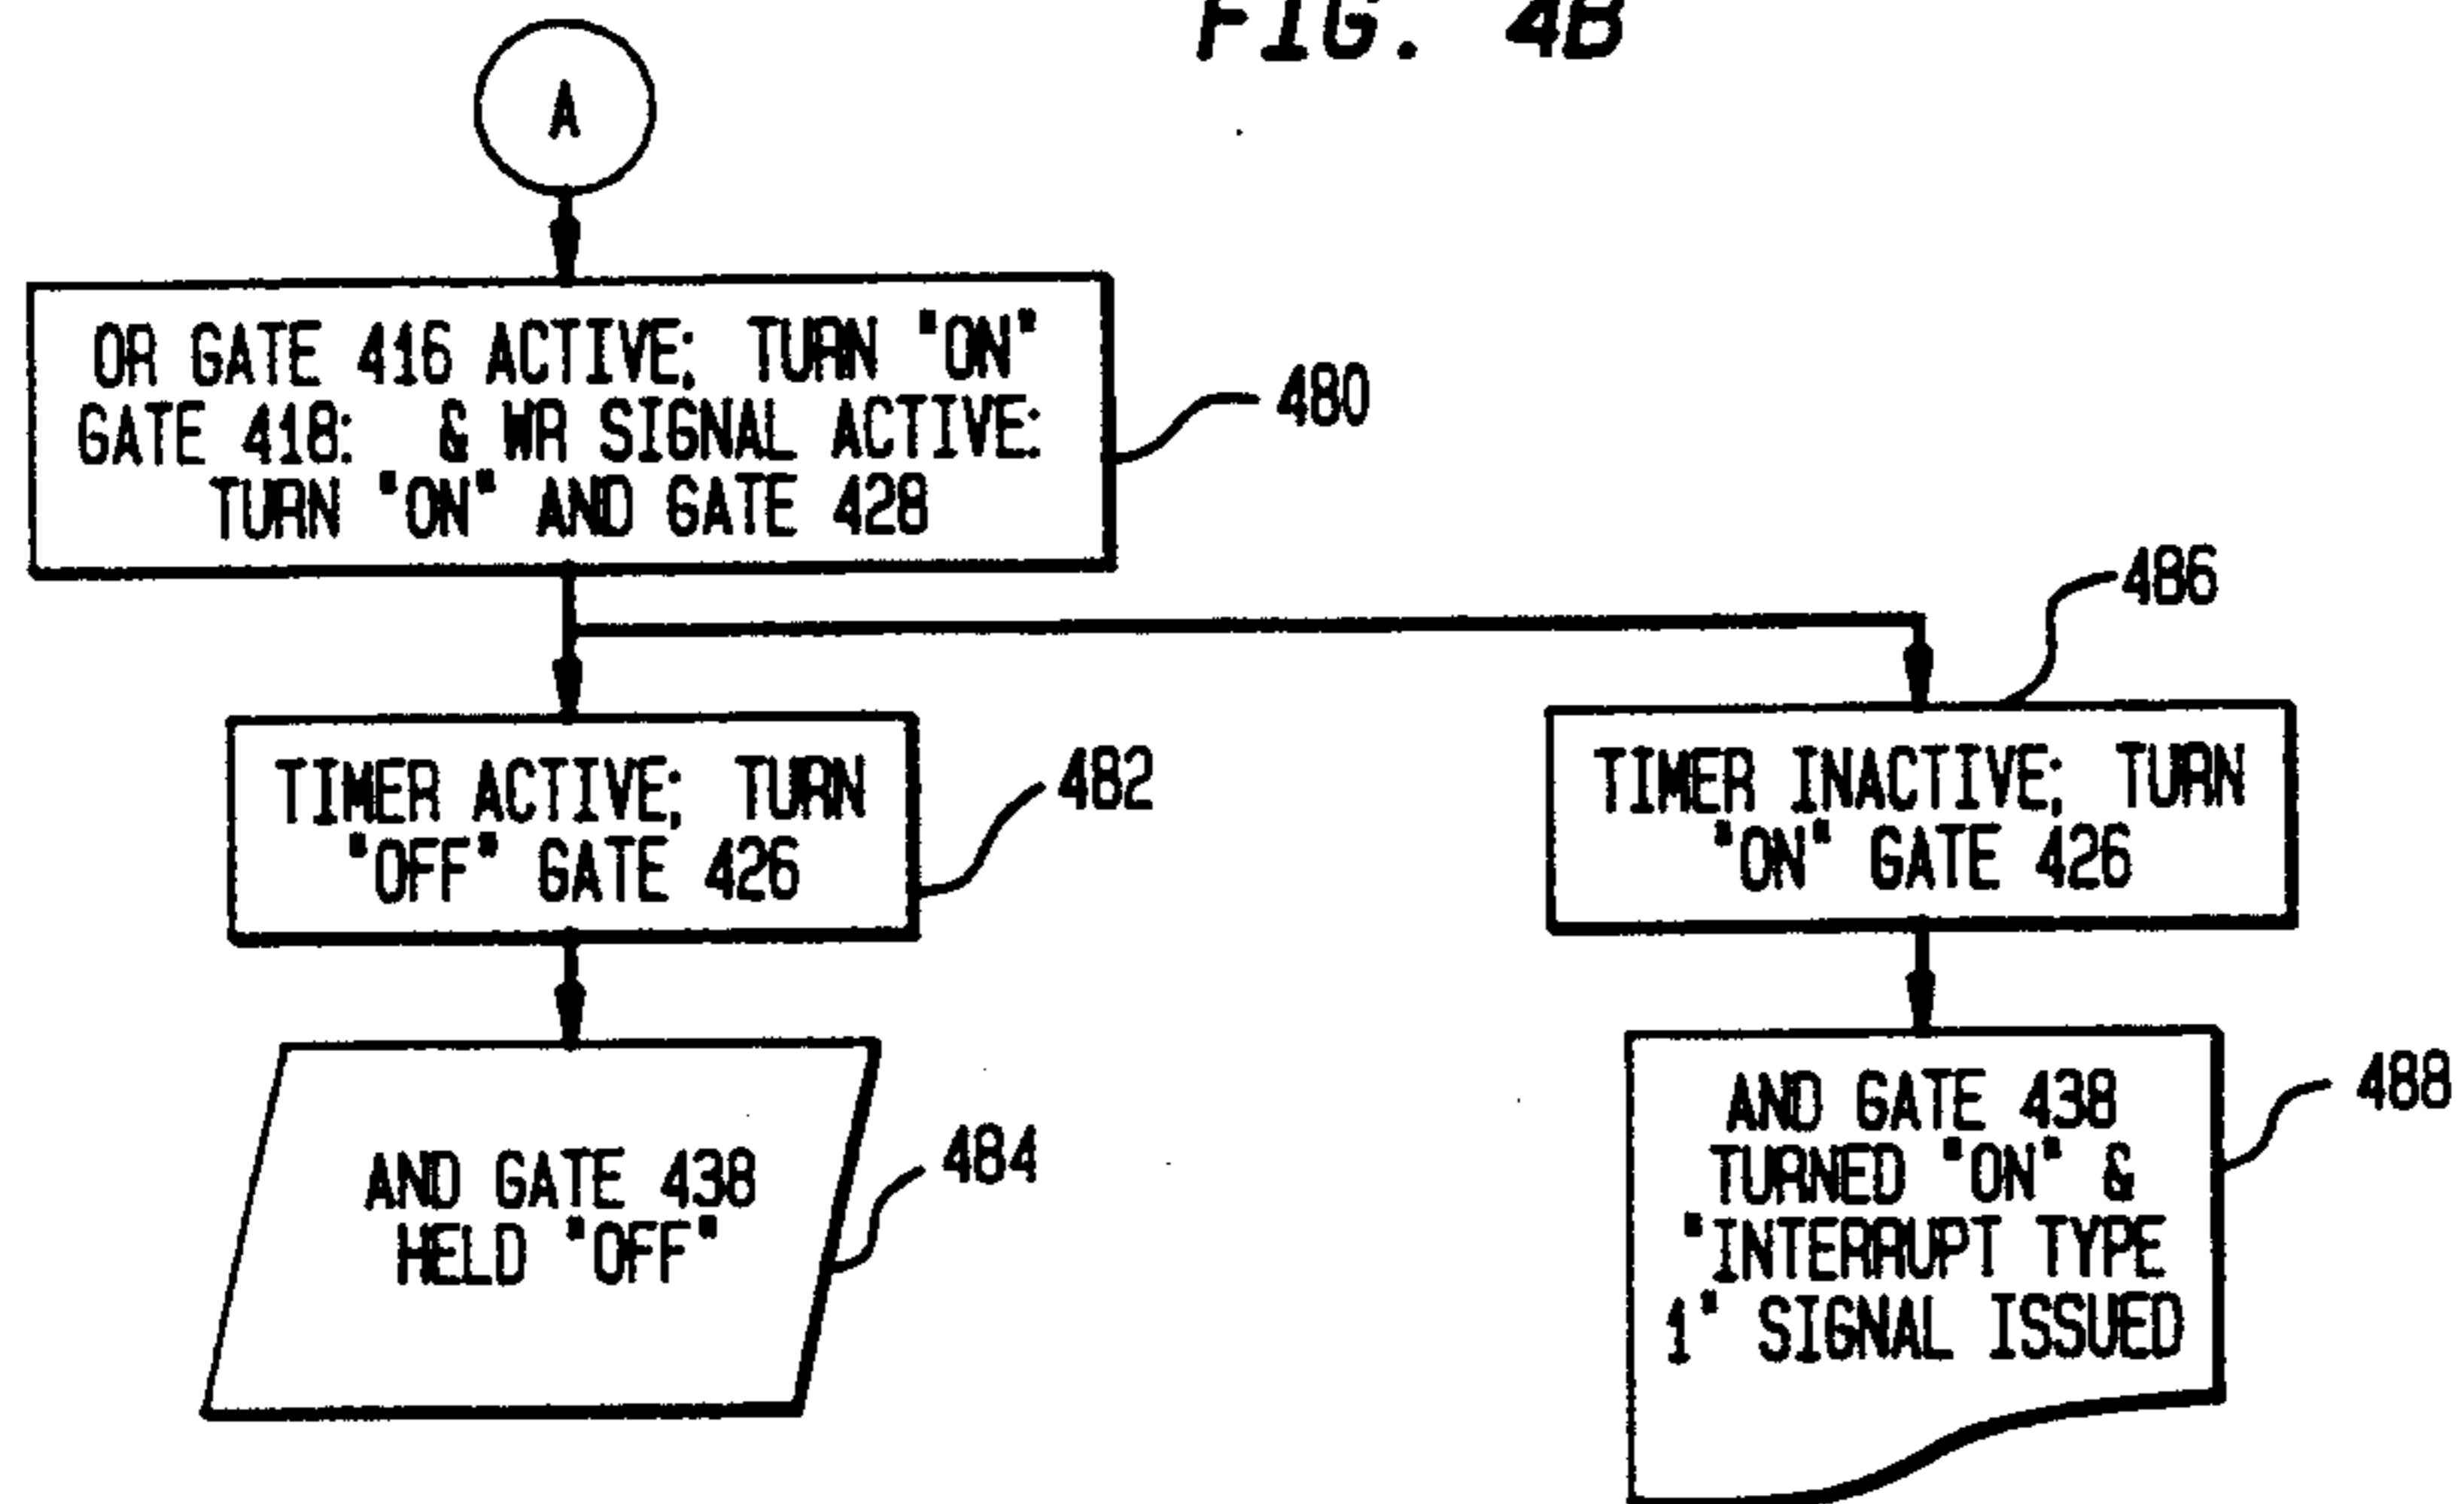 FIG. 4B
A
OR GATE 416 ACTIVE; TURN "ON"
GATE 418: & WR SIGNAL ACTIVE:
TURN "ON" AND GATE 428
480
486
TIMER ACTIVE; TURN
"OFF" GATE 426
482
TIMER INACTIVE; TURN
"ON" GATE 426
AND GATE 438
HELD "OFF"
484
AND GATE 438
TURNED "ON" &
"INTERRUPT TYPE
1" SIGNAL ISSUED
488